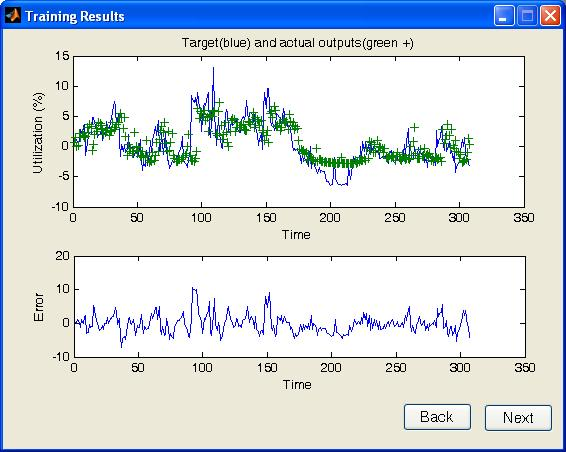 Training Results
Target(blue) and actual outputs(green +)
Utilization (%)
15
10
5
0
-5
-10
0 50 100 150 200 250 300 350
Time
Error
20
10
0
-10
0 50 100 150 200 250 300 350
Time
Back Next